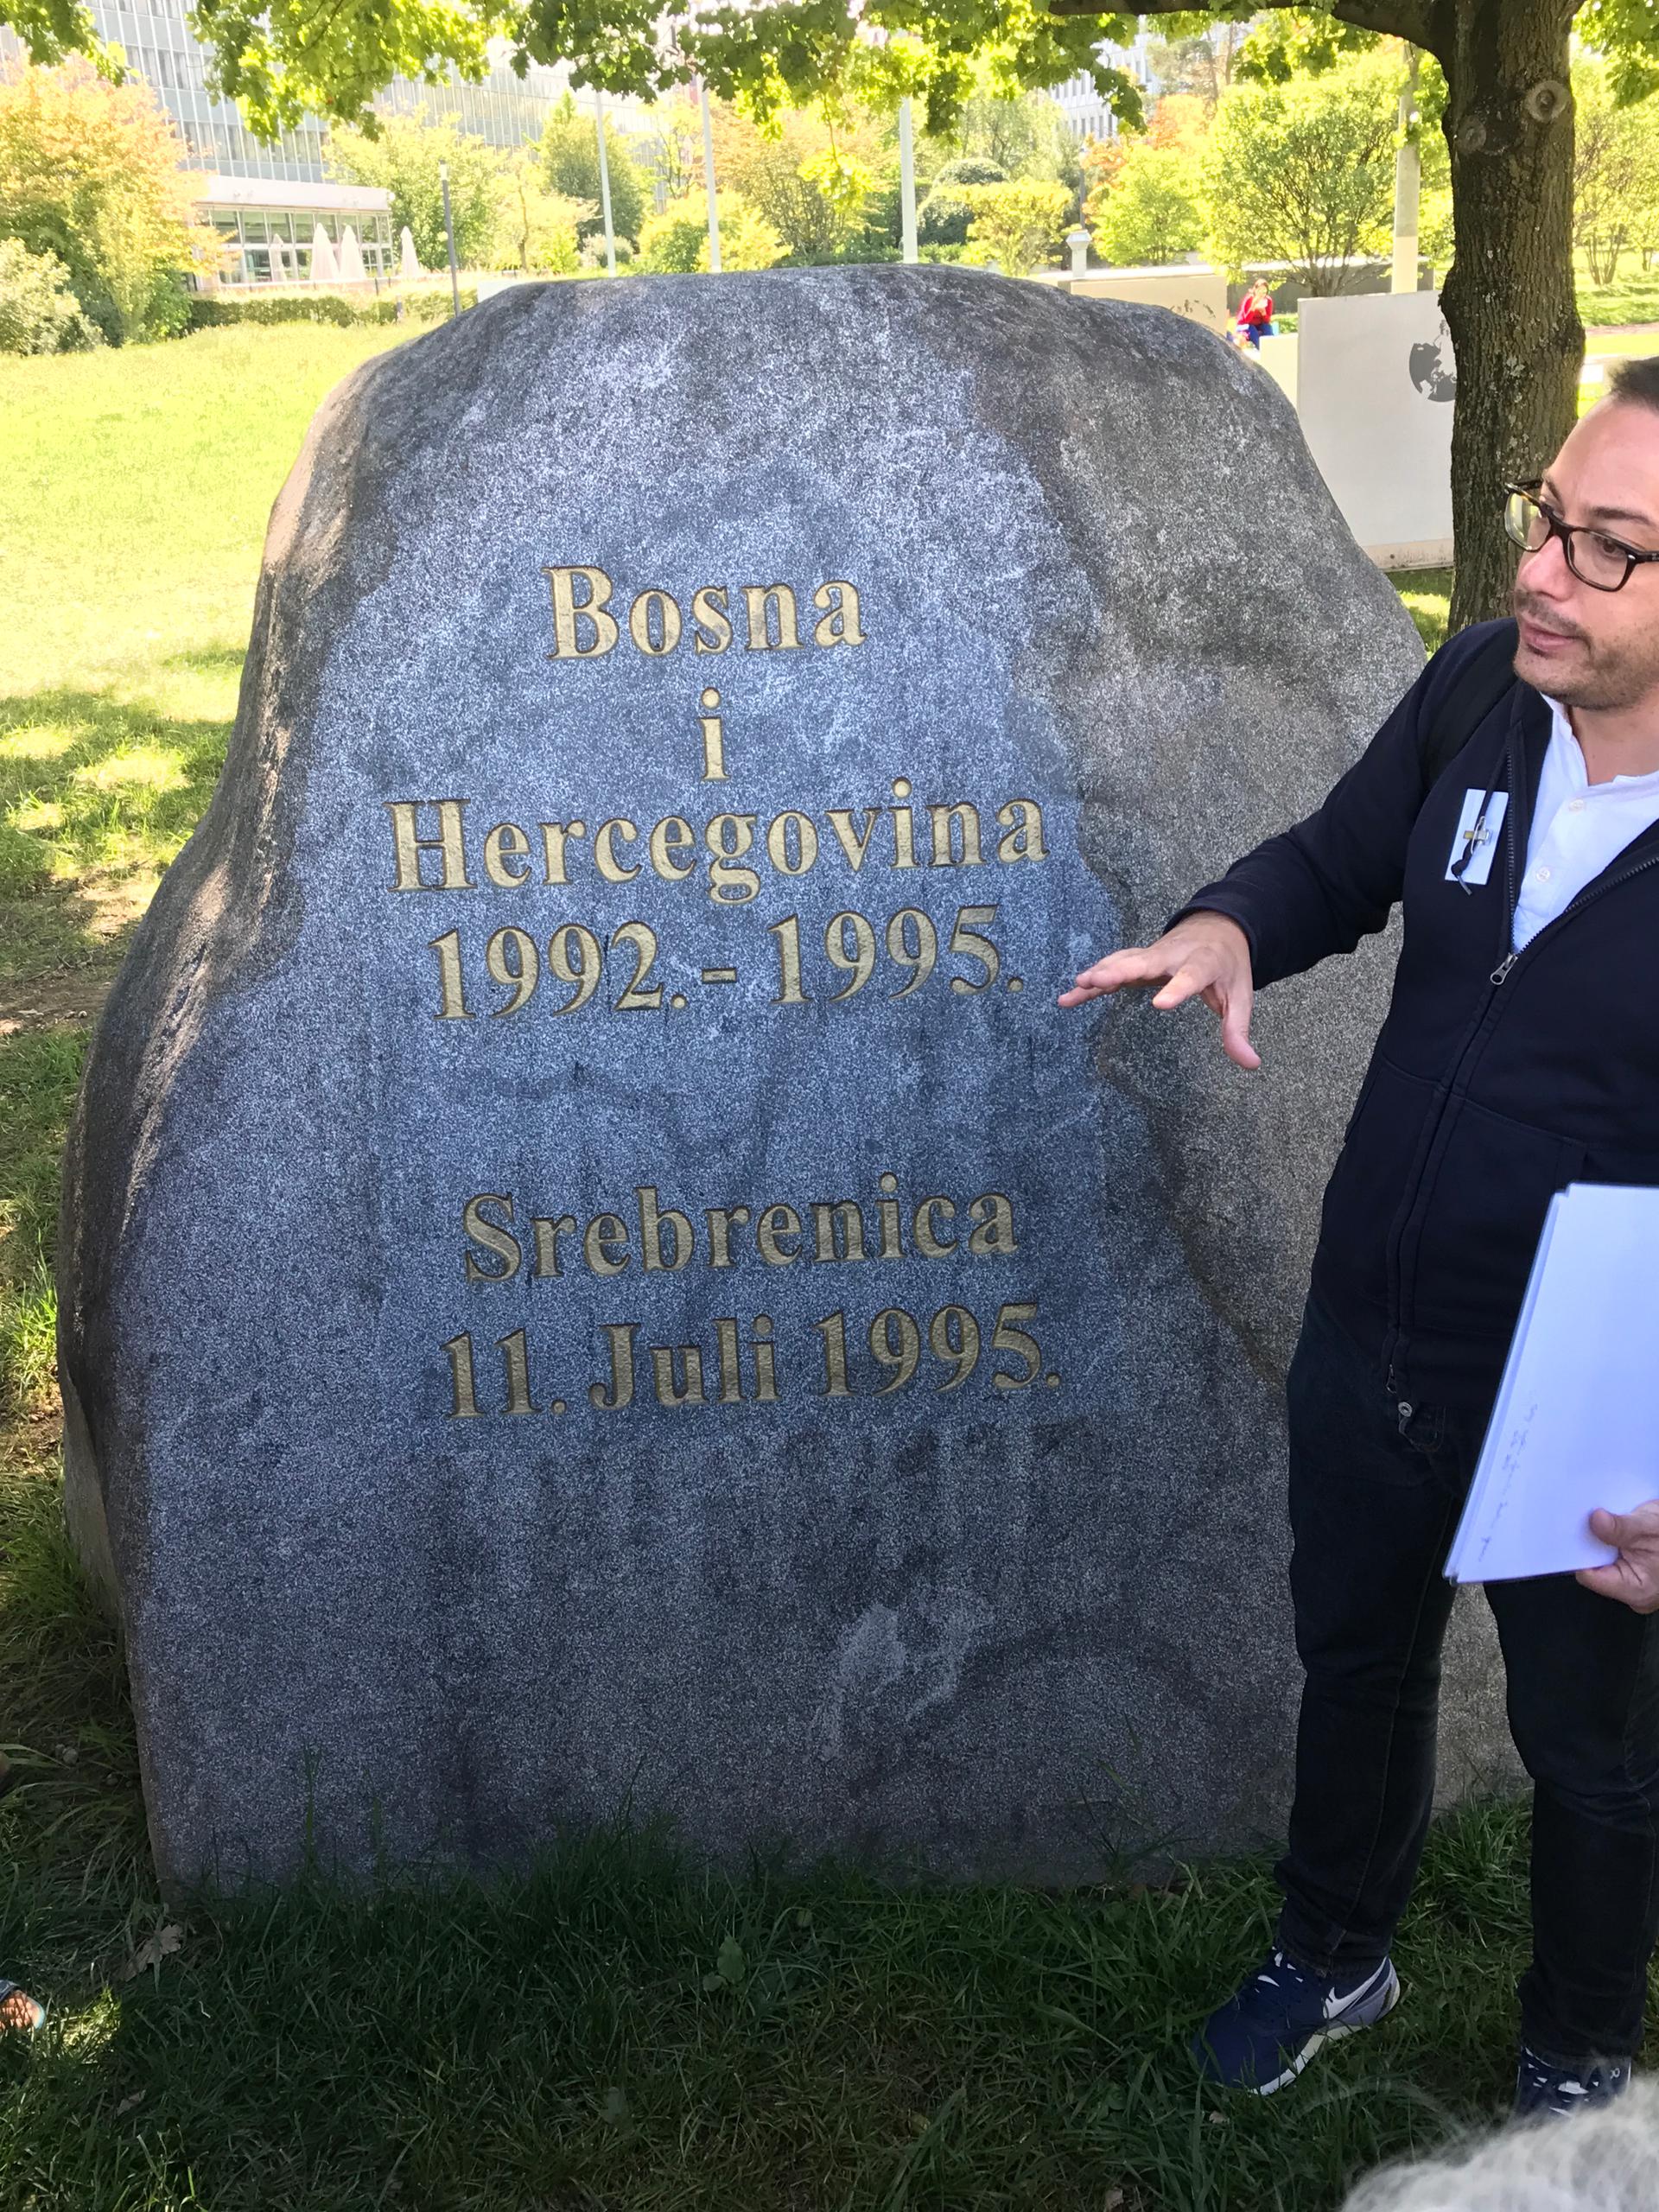 Bosna
i
Hercegovina
1992.- 1995.
Srebrenica
11. Juli 1995.